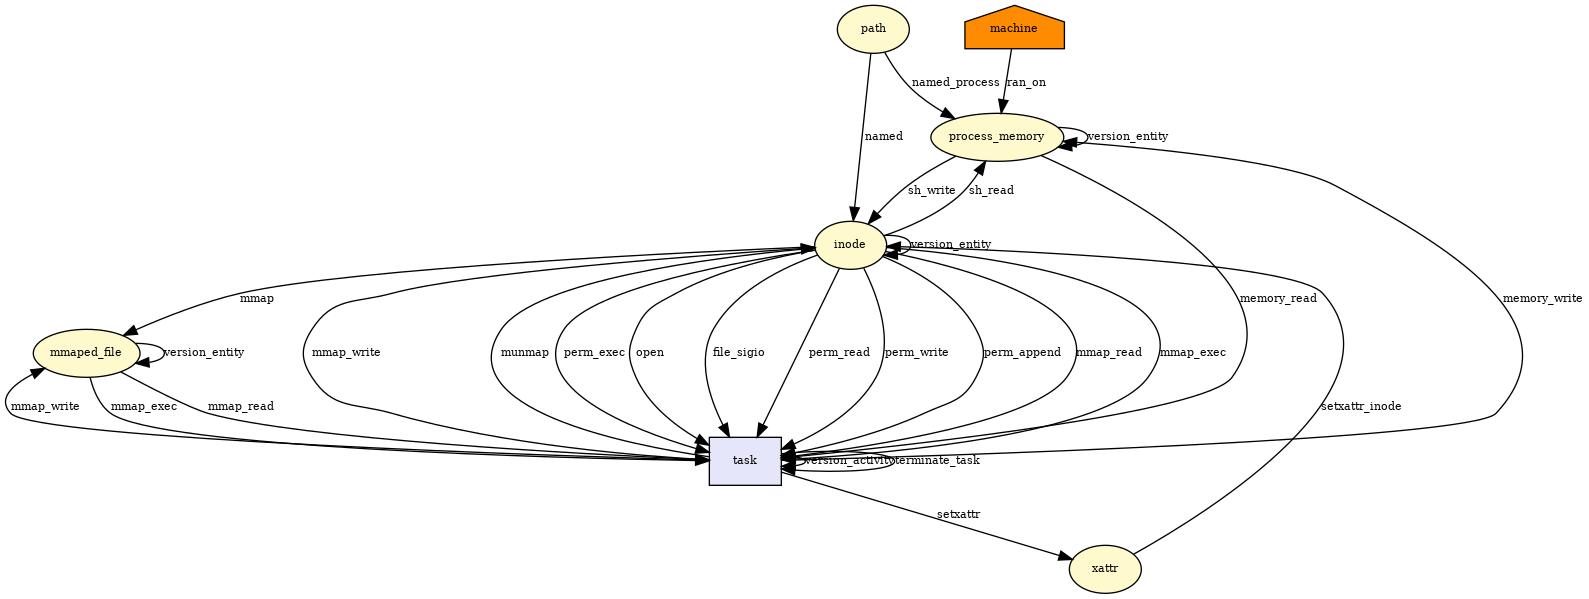 path
machine
named_process
ran_on
named
process_memory
version_entity
sh_write
sh_read
inode
version_entity
mmap
memory_read
memory_write
mmaped_file
version_entity
mmap_write
munmap
perm_exec
open
file_sigio
perm_read
perm_write
perm_append
mmap_read
mmap_exec
mmap_write
mmap_exec
mmap_read
setxattr_inode
task
version_activity
terminate_task
setxattr
xattr